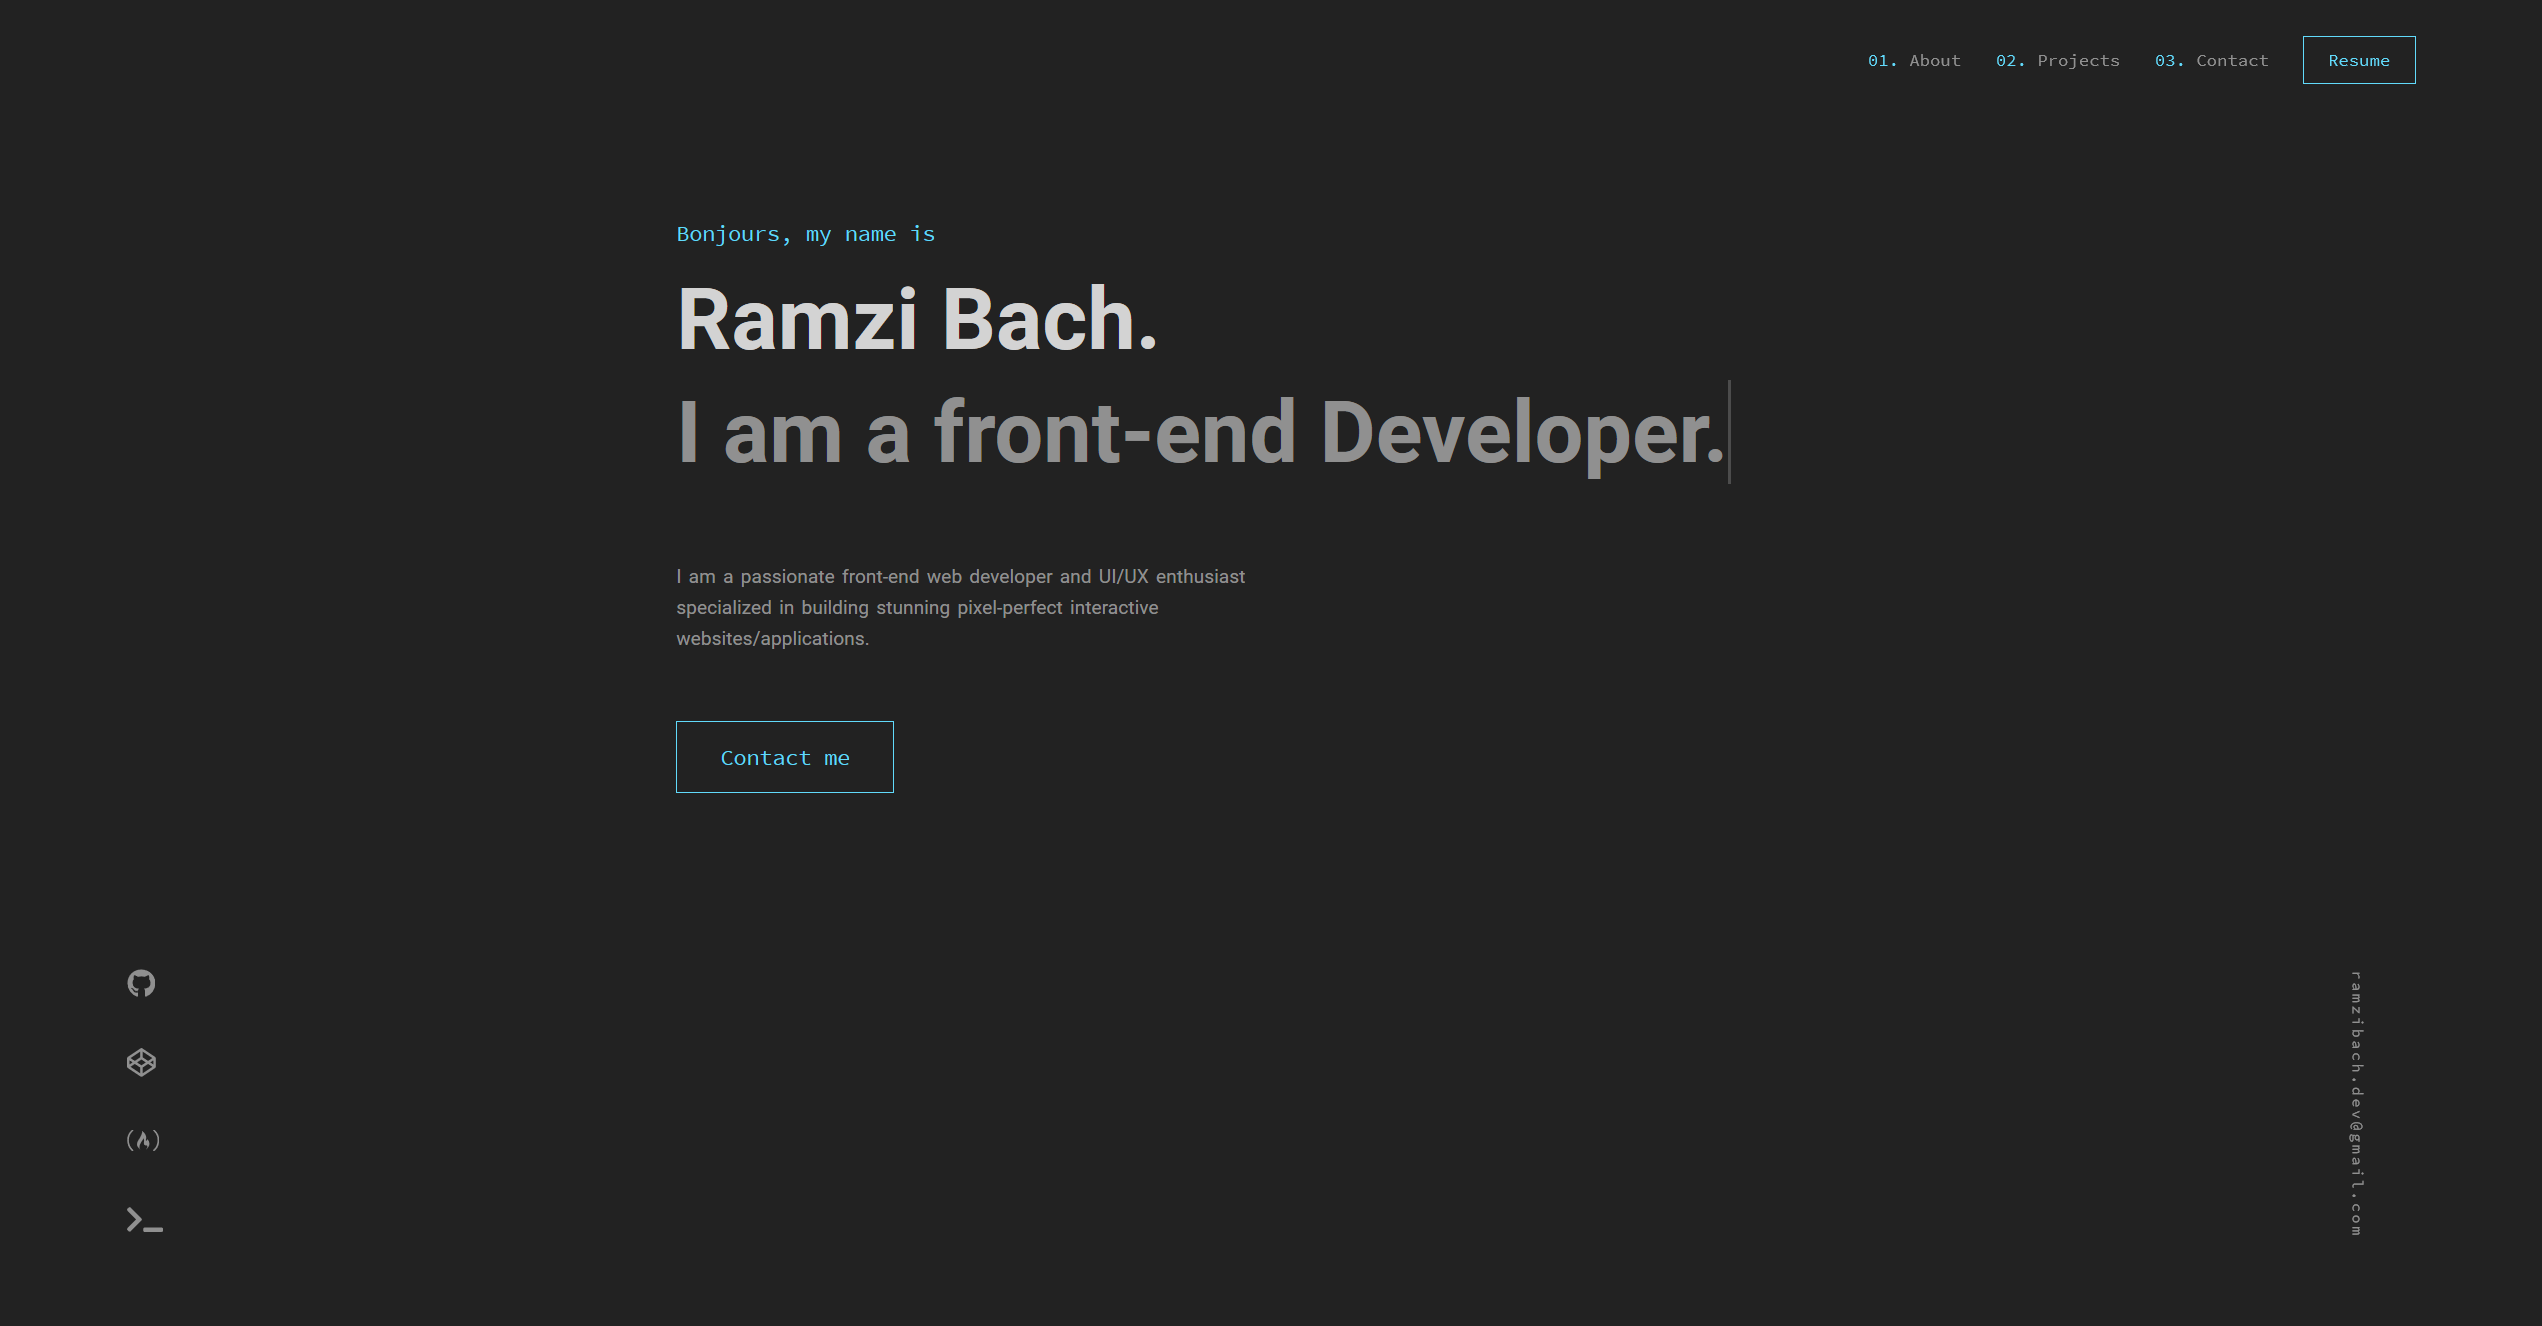 01. About 02. Projects 03. Contact Resume
Bonjours, my name is
Ramzi Bach.
I am a front-end Developer.
I am a passionate front-end web developer and UI/UX enthusiast
specialized in building stunning pixel-perfect interactive
websites/applications.
Contact me
ramzibach.dev@gmail.com